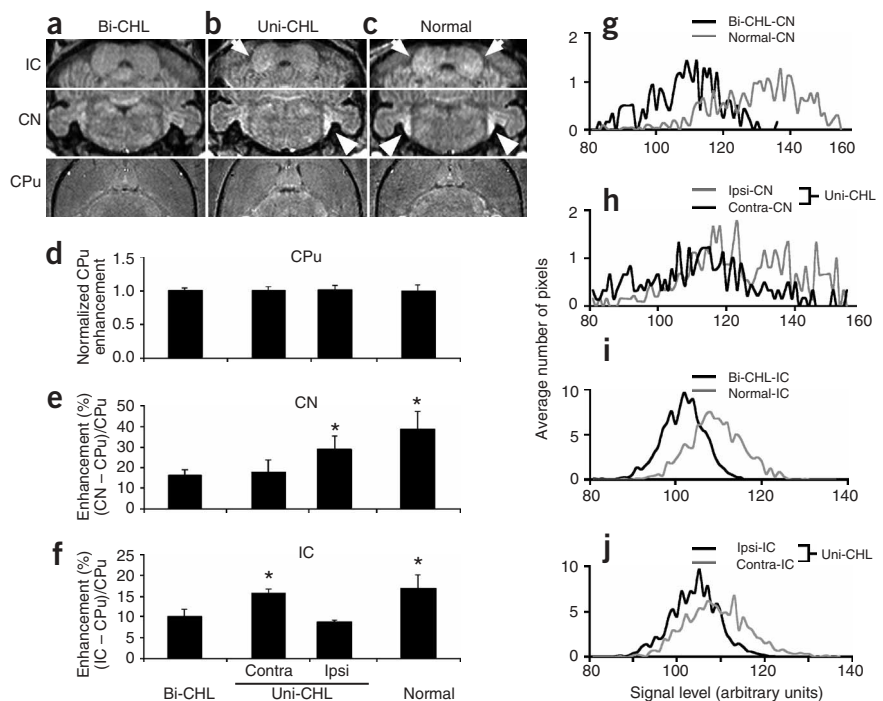 a b c
Bi-CHL Uni-CHL Normal
IC
CN
CPu
d
CPu
Normalized CPu
enhancement
1.5
1.0
0.5
0.0
e
CN
Enhancement (%)
(CN – CPu)/CPu
50
40
30
20
10
0
*
*
f
IC
Enhancement (%)
(IC – CPu)/CPu
25
20
15
10
5
0
*
*
Contra Ipsi
Bi-CHL Uni-CHL Normal
g
Bi-CHL-CN
Normal-CN
2
1
0
80 100 120 140 160
h
Ipsi-CN
Contra-CN
Uni-CHL
2
1
0
80 100 120 140 160
Average number of pixels
i
Bi-CHL-IC
Normal-IC
10
5
0
80 100 120 140
j
Ipsi-IC
Contra-IC
Uni-CHL
10
5
0
80 100 120 140
Signal level (arbitrary units)